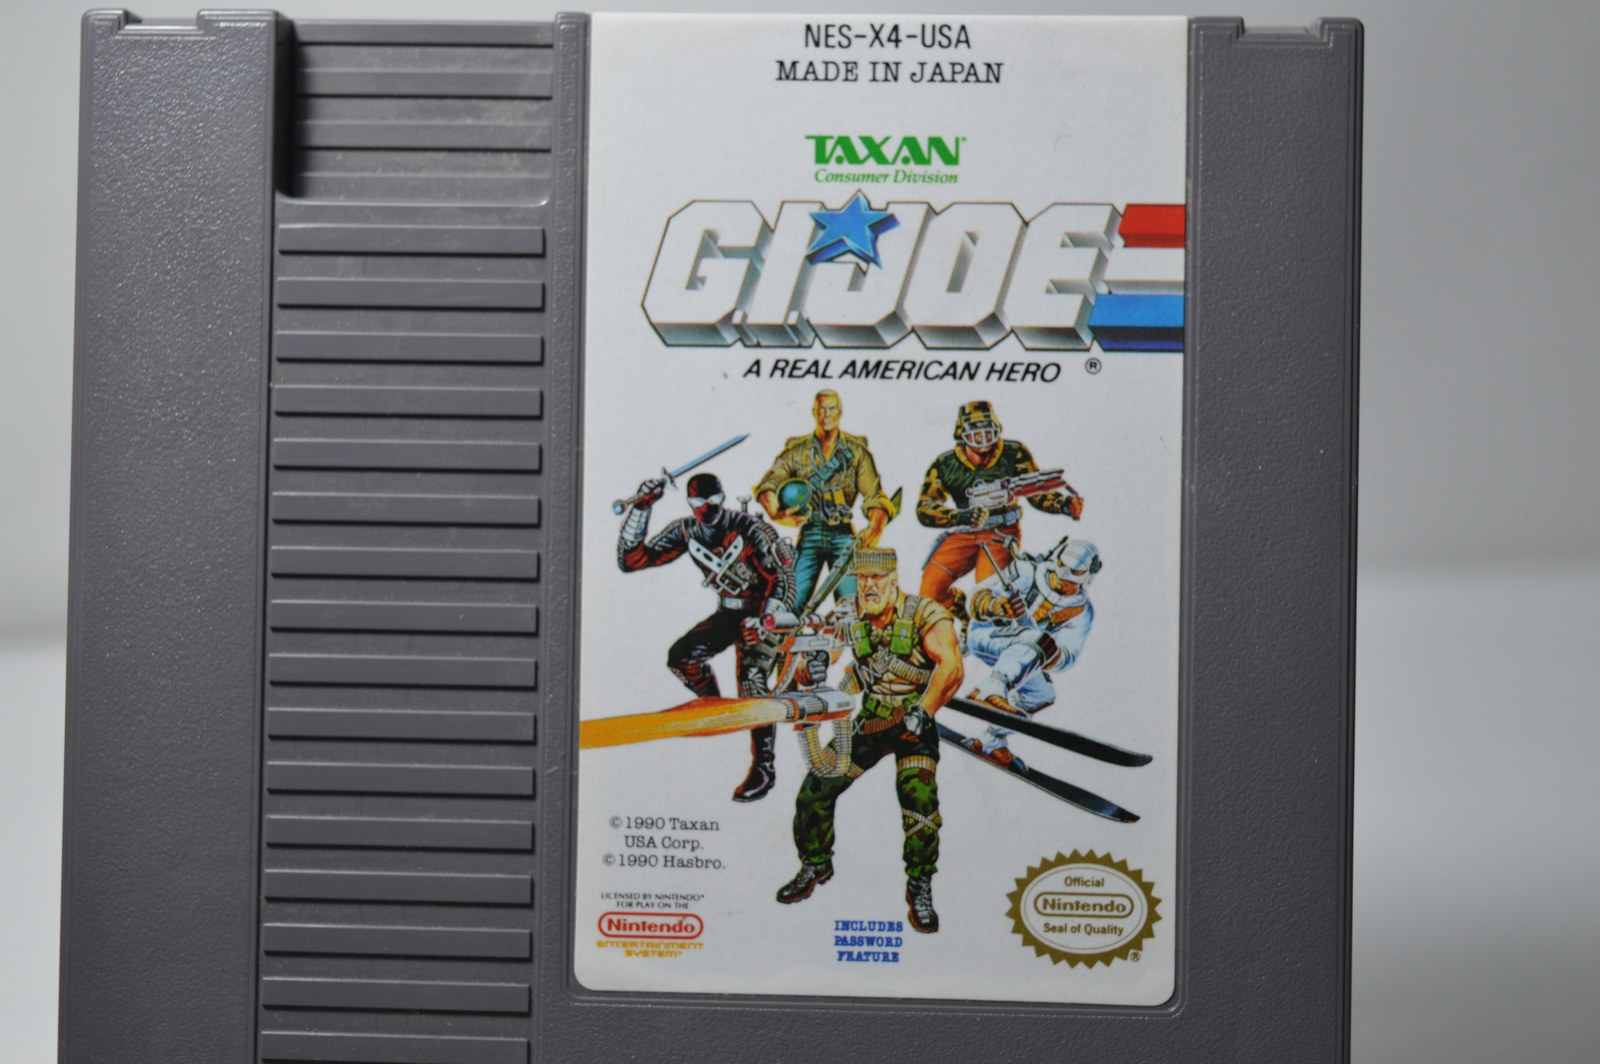 NES-X4-USA
MADE IN JAPAN
TAXAN
Consumer Division
G.I.JOE
A REAL AMERICAN HERO ®
©1990 Taxan
USA Corp.
©1990 Hasbro.
LICENSED BY NINTENDO®
FOR PLAY ON THE
Nintendo
ENTERTAINMENT
SYSTEM®
INCLUDES
PASSWORD
FEATURE
Official
Nintendo
Seal of Quality
®